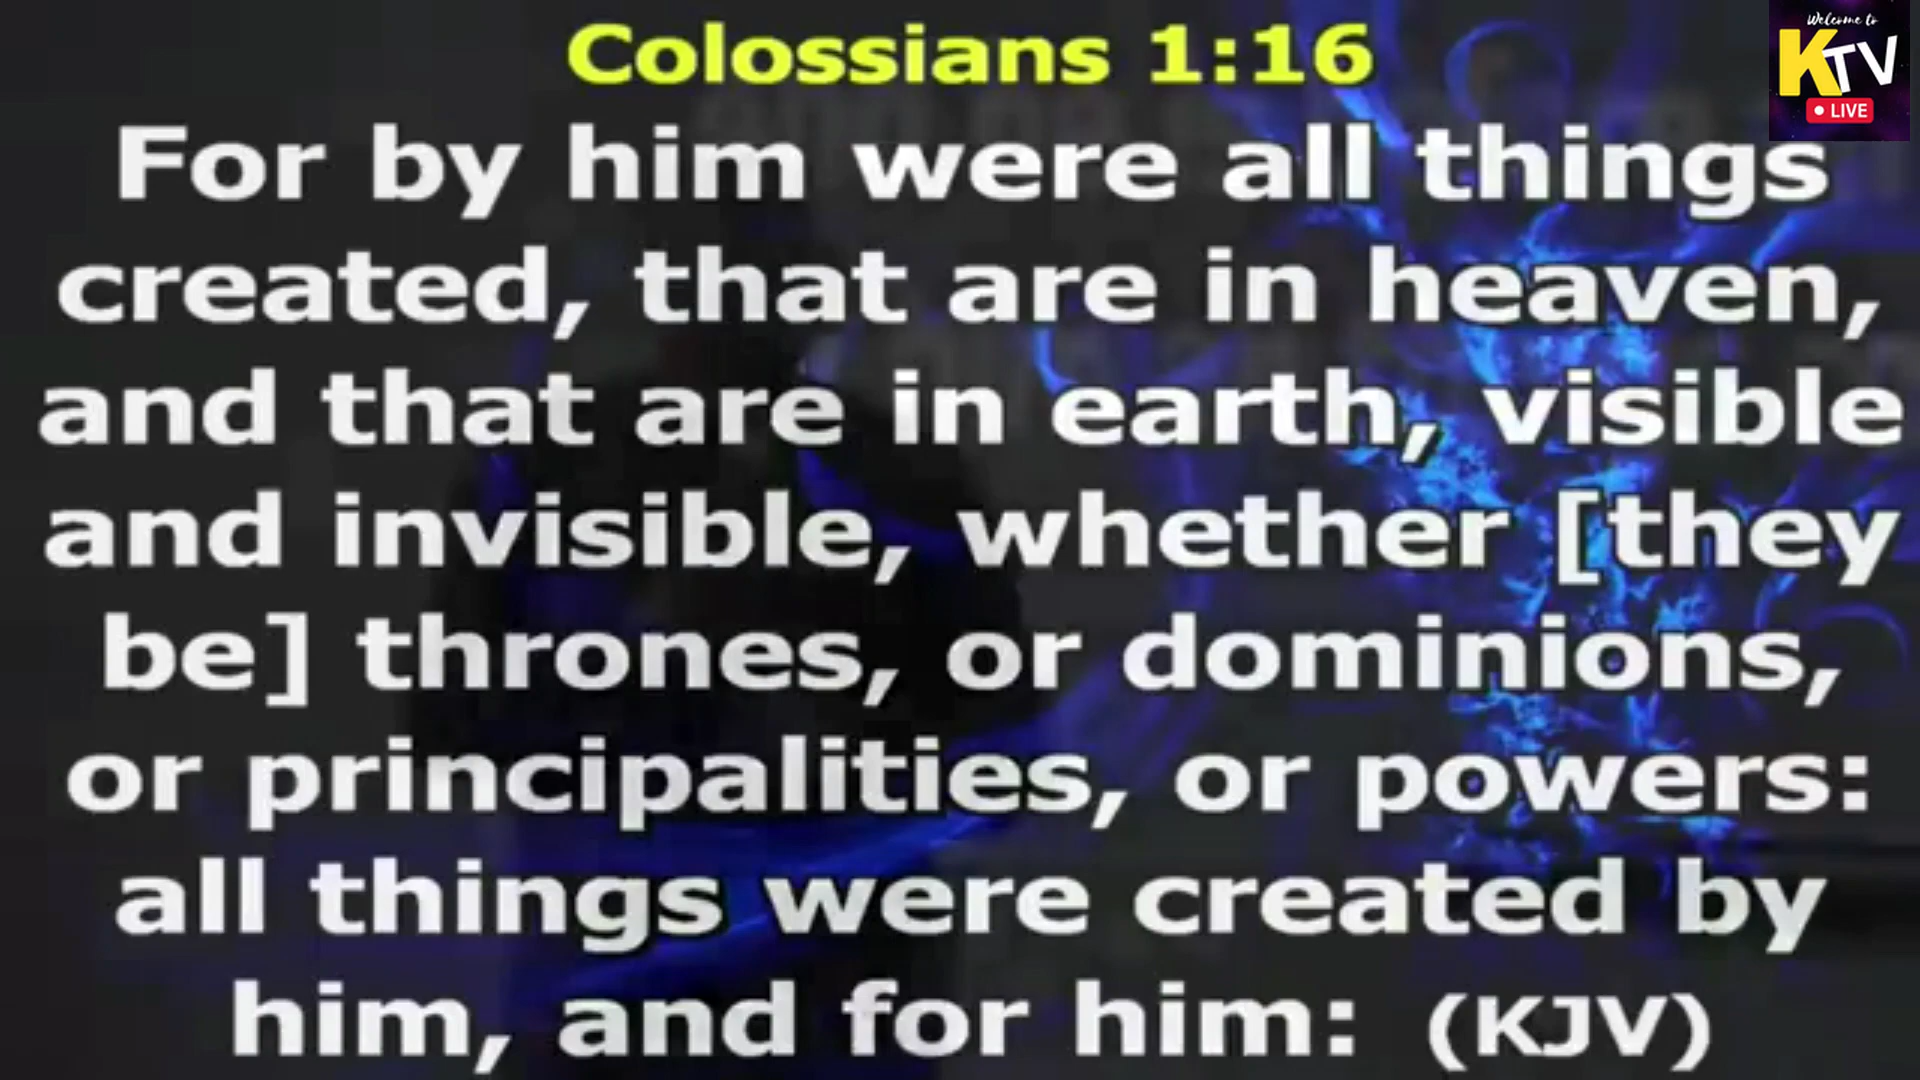 Colossians 1:16
For by him were all things
created, that are in heaven,
and that are in earth, visible
and invisible, whether [they
be] thrones, or dominions,
or principalities, or powers:
all things were created by
him, and for him: (KJV)
Welcome to
KTV
LIVE